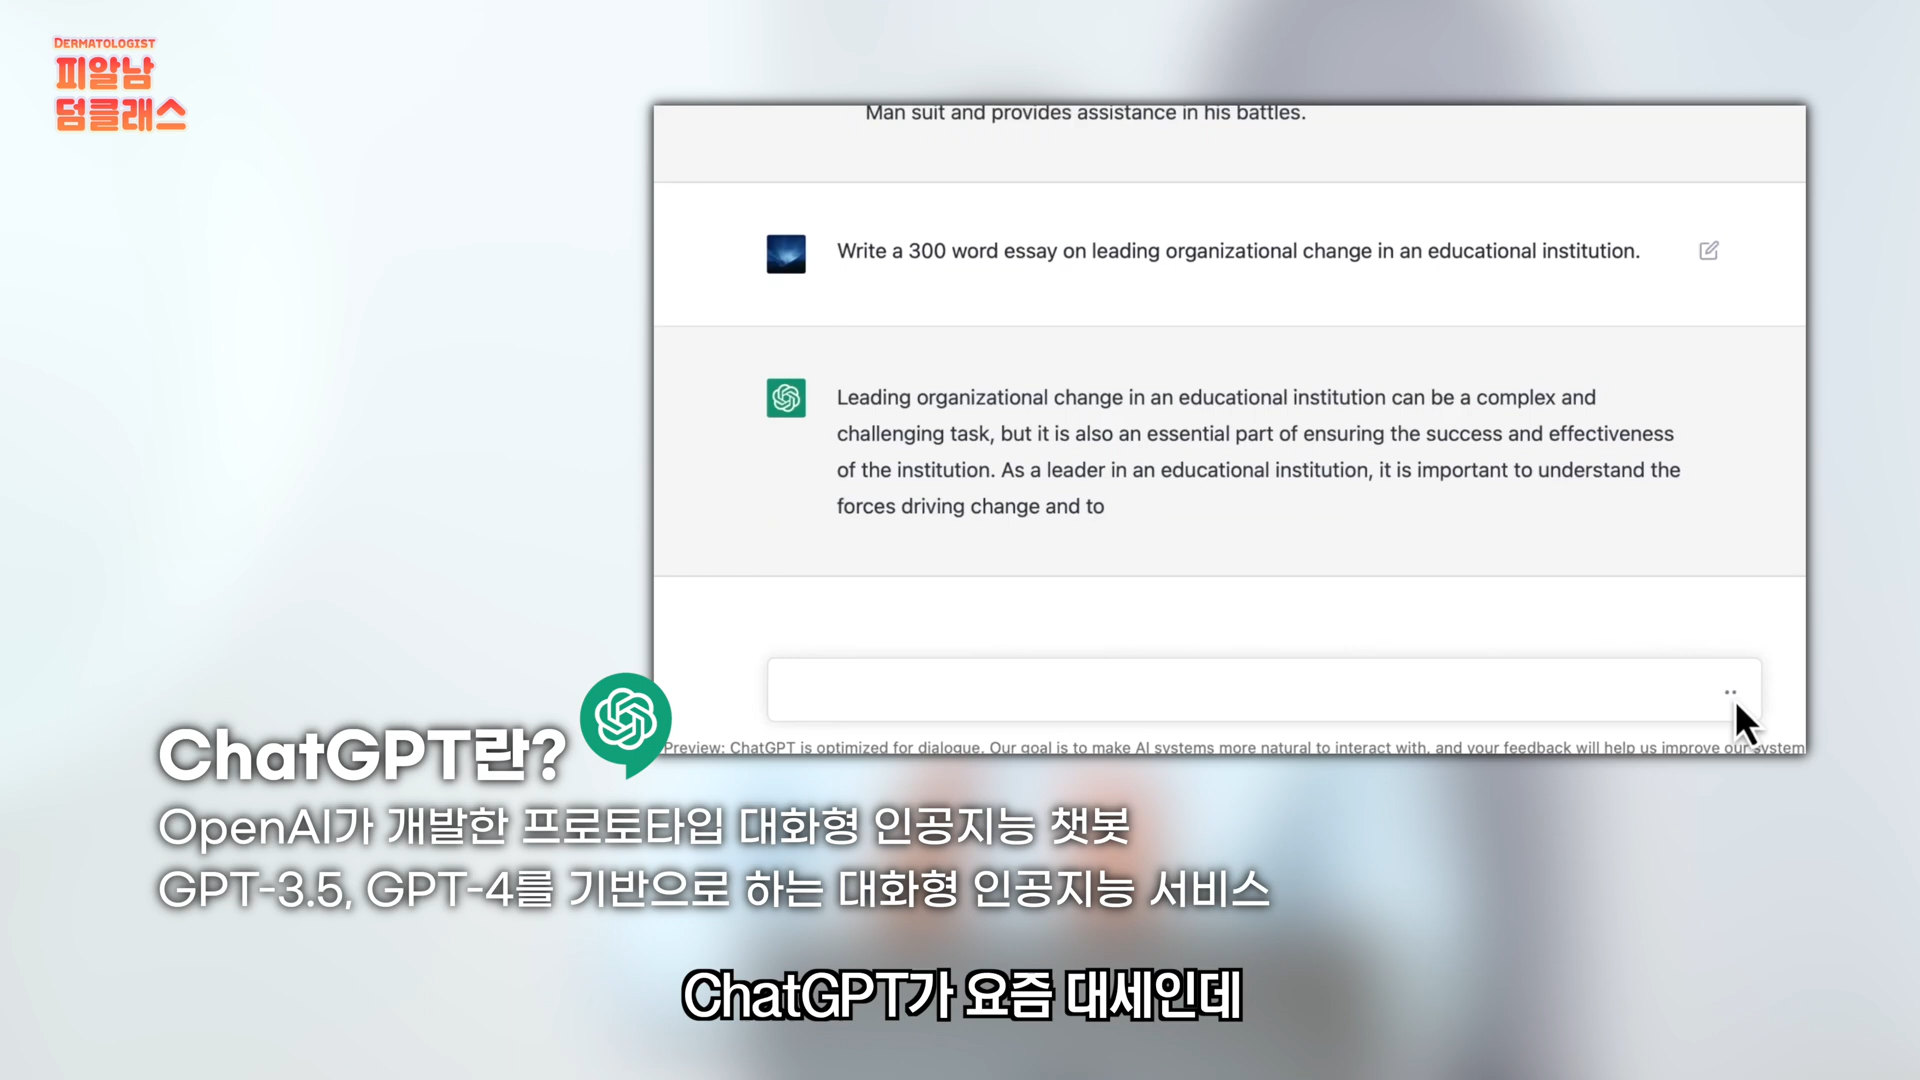 DERMATOLOGIST
피알남
덤클래스
Man suit and provides assistance in his battles.
Write a 300 word essay on leading organizational change in an educational institution.
Leading organizational change in an educational institution can be a complex and
challenging task, but it is also an essential part of ensuring the success and effectiveness
of the institution. As a leader in an educational institution, it is important to understand the
forces driving change and to
Preview: ChatGPT is optimized for dialogue. Our goal is to make AI systems more natural to interact with, and your feedback will help us improve our system
ChatGPT란?
OpenAI가 개발한 프로토타입 대화형 인공지능 챗봇
GPT-3.5, GPT-4를 기반으로 하는 대화형 인공지능 서비스
ChatGPT가 요즘 대세인데